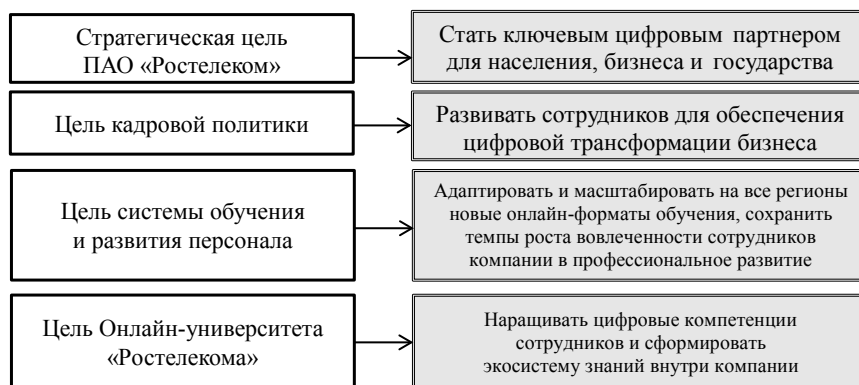 Стратегическая цель
ПАО «Ростелеком»
Стать ключевым цифровым партнером
для населения, бизнеса и государства
Цель кадровой политики
Развивать сотрудников для обеспечения
цифровой трансформации бизнеса
Цель системы обучения
и развития персонала
Адаптировать и масштабировать на все регионы
новые онлайн-форматы обучения, сохранить
темпы роста вовлеченности сотрудников
компании в профессиональное развитие
Цель Онлайн-университета
«Ростелекома»
Наращивать цифровые компетенции
сотрудников и сформировать
экосистему знаний внутри компании